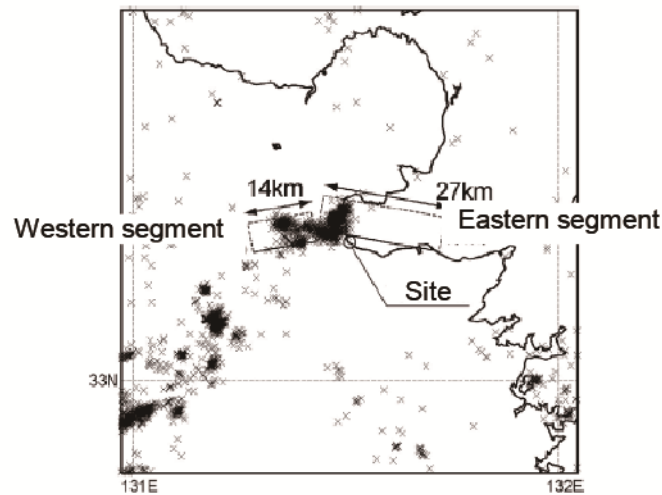 14km
27km
Western segment
Eastern segment
Site
33N
131E
132E